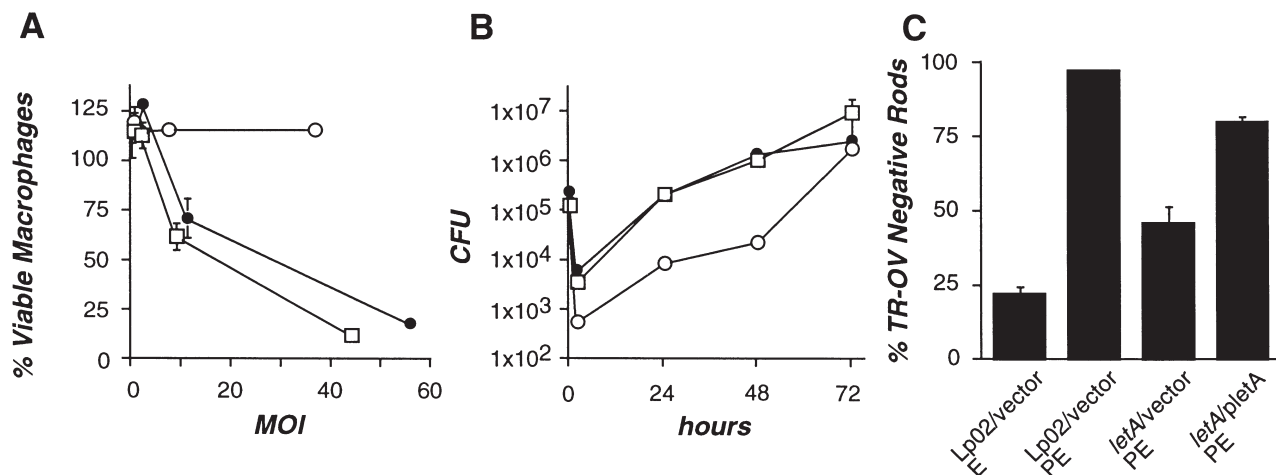 A
% Viable Macrophages
125
100
75
50
25
0
0 20 40 60
MOI
B
CFU
1x10⁷
1x10⁶
1x10⁵
1x10⁴
1x10³
1x10²
0 24 48 72
hours
C
% TR-OV Negative Rods
100
75
50
25
0
Lp02/vector
E
Lp02/vector
PE
letA/vector
PE
letA/pletA
PE